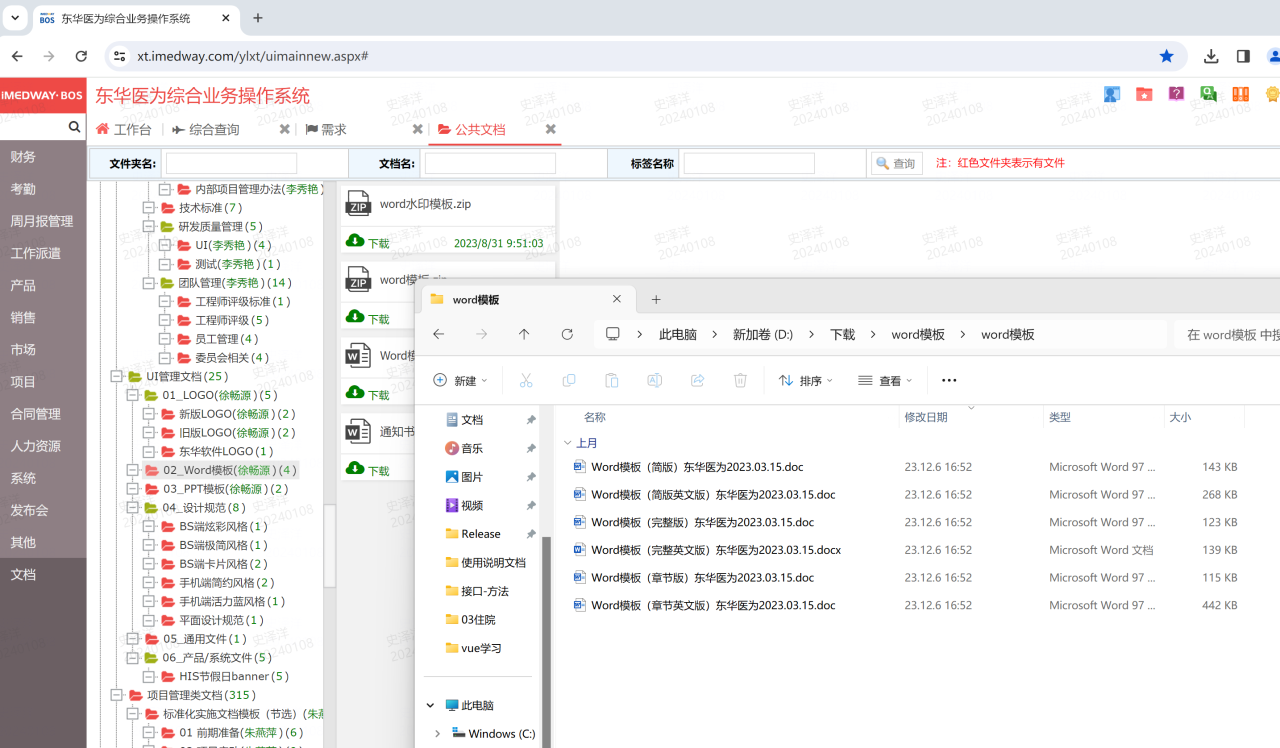 东华医为综合业务操作系统
xt.imedway.com/ylxt/uimainnew.aspx#
iMEDWAY·BOS
东华医为综合业务操作系统
工作台
综合查询
需求
公共文档
文件夹名:
文档名:
标签名称
查询
注：红色文件夹表示有文件
财务
考勤
周月报管理
工作派遣
产品
销售
市场
项目
合同管理
人力资源
系统
发布会
其他
文档
内部项目管理办法(李秀艳)
技术标准(7)
研发质量管理(5)
UI(李秀艳)(4)
测试(李秀艳)(1)
团队管理(李秀艳)(14)
工程师评级标准(1)
工程师评级(5)
员工管理(4)
委员会相关(4)
UI管理文档(25)
01_LOGO(徐畅源)(5)
新版LOGO(徐畅源)(2)
旧版LOGO(徐畅源)(2)
东华软件LOGO(1)
02_Word模板(徐畅源)(4)
03_PPT模板(徐畅源)(2)
04_设计规范(8)
BS端炫彩风格(1)
BS端极简风格(1)
BS端卡片风格(2)
手机端简约风格(2)
手机端活力蓝风格(1)
平面设计规范(1)
05_通用文件(1)
06_产品/系统文件(5)
HIS节假日banner(5)
项目管理类文档(315)
标准化实施文档模板（节选）(朱燕
01 前期准备(朱燕萍)(6)
ZIP
word水印模板.zip
下载
2023/8/31 9:51:03
ZIP
word模板.zip
下载
Word模
下载
通知书
下载
word模板
此电脑
新加卷 (D:)
下载
word模板
word模板
在 word模板 中搜
新建
排序
查看
文档
音乐
图片
视频
Release
使用说明文档
接口-方法
03住院
vue学习
此电脑
Windows (C:)
名称
修改日期
类型
大小
上月
Word模板（简版）东华医为2023.03.15.doc 23.12.6 16:52 Microsoft Word 97 ... 143 KB
Word模板（简版英文版）东华医为2023.03.15.doc 23.12.6 16:52 Microsoft Word 97 ... 268 KB
Word模板（完整版）东华医为2023.03.15.doc 23.12.6 16:52 Microsoft Word 97 ... 123 KB
Word模板（完整英文版）东华医为2023.03.15.docx 23.12.6 16:52 Microsoft Word 文档 139 KB
Word模板（章节版）东华医为2023.03.15.doc 23.12.6 16:52 Microsoft Word 97 ... 115 KB
Word模板（章节英文版）东华医为2023.03.15.doc 23.12.6 16:52 Microsoft Word 97 ... 442 KB
史泽洋
20240108